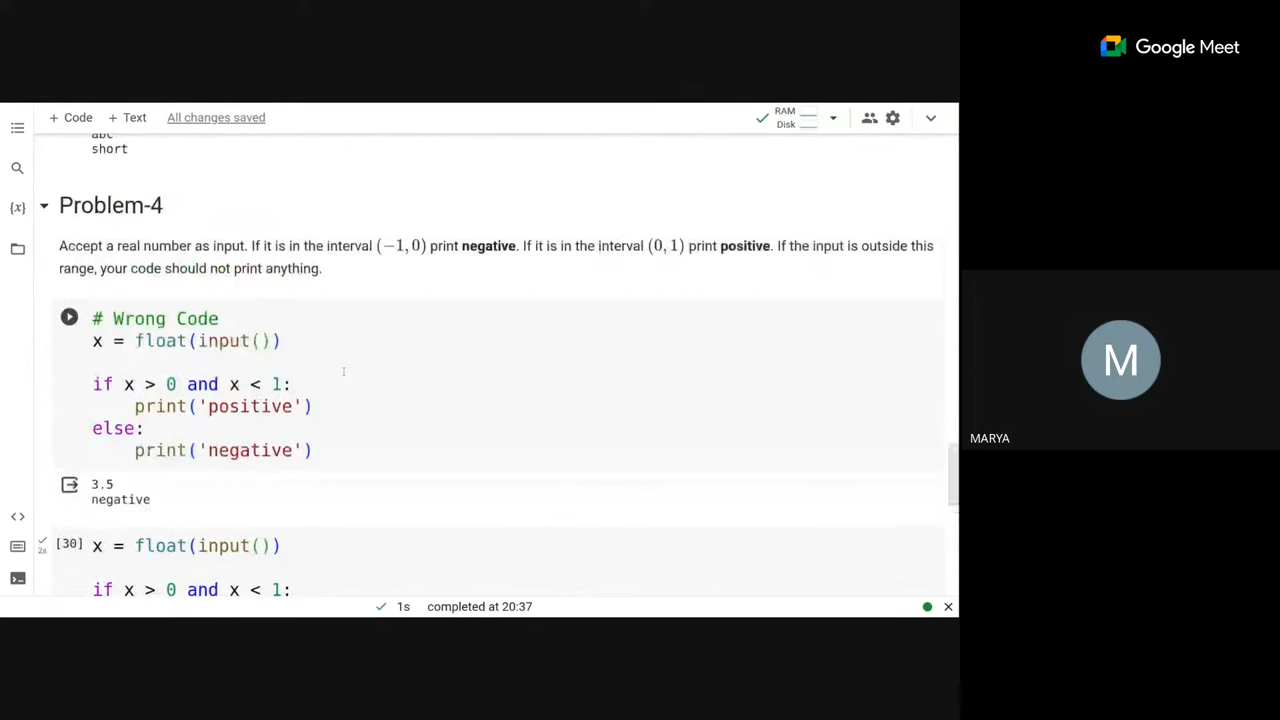 Google Meet
+ Code + Text All changes saved
RAM
Disk
abc
short
Problem-4
Accept a real number as input. If it is in the interval (−1, 0) print negative. If it is in the interval (0, 1) print positive. If the input is outside this
range, your code should not print anything.
# Wrong Code
x = float(input())
if x > 0 and x < 1:
print('positive')
else:
print('negative')
3.5
negative
[30] x = float(input())
2s
if x > 0 and x < 1:
1s completed at 20:37
M
MARYA